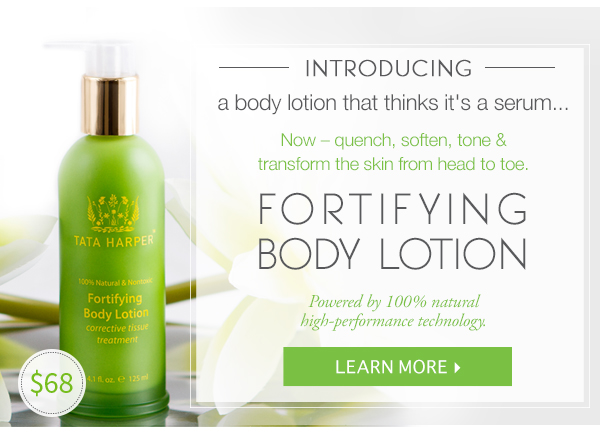 INTRODUCING
a body lotion that thinks it's a serum...
Now – quench, soften, tone &
transform the skin from head to toe.
FORTIFYING
BODY LOTION
Powered by 100% natural
high-performance technology.
LEARN MORE
TATA HARPER
100% Natural & Nontoxic
Fortifying
Body Lotion
corrective tissue
treatment
4.1 fl. oz. ℮ 125 ml
$68